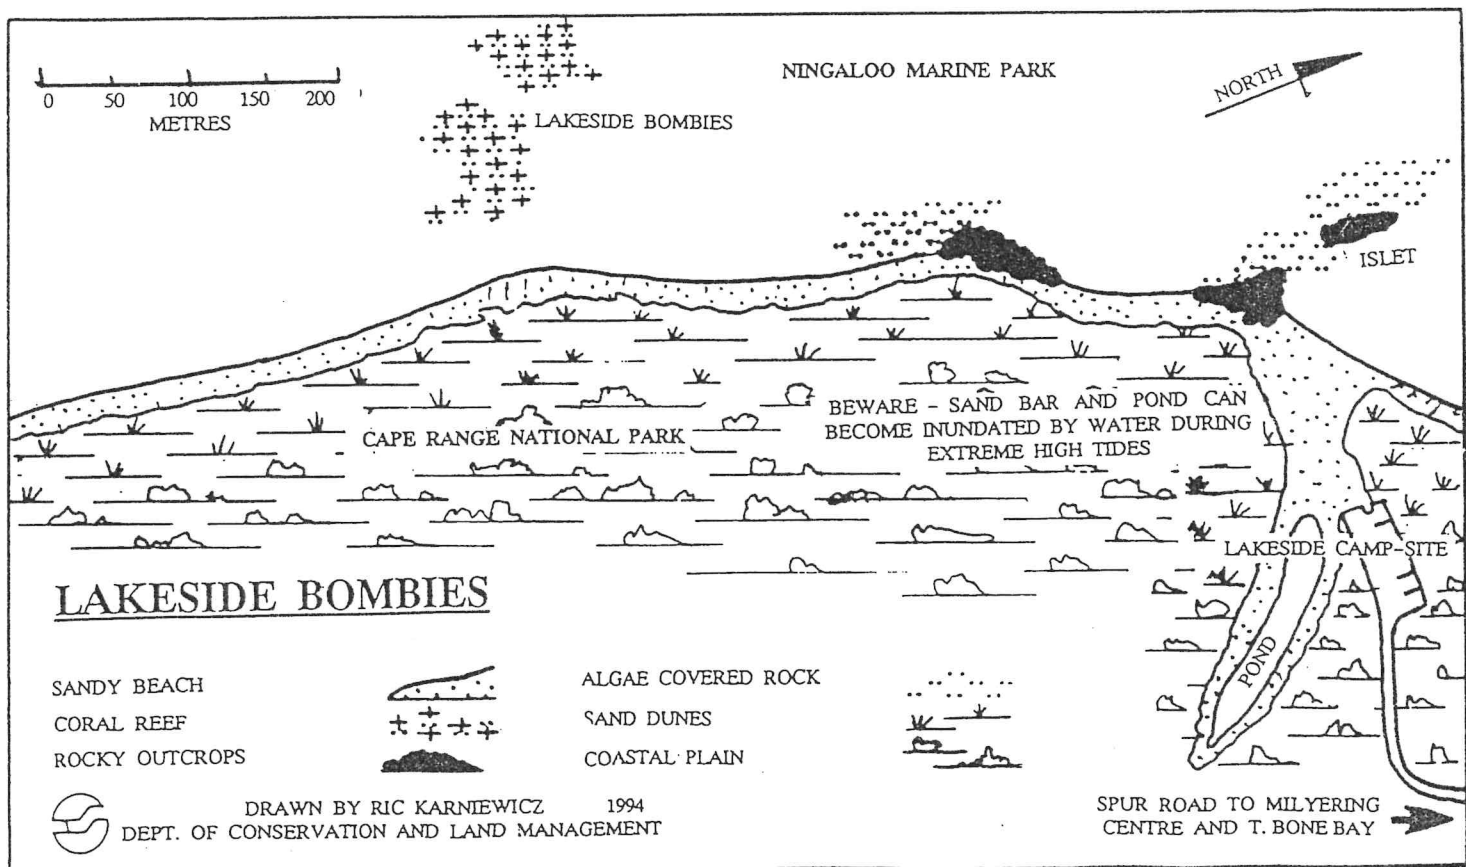 NINGALOO MARINE PARK
NORTH
0 50 100 150 200
METRES
LAKESIDE BOMBIES
ISLET
CAPE RANGE NATIONAL PARK
BEWARE - SAND BAR AND POND CAN
BECOME INUNDATED BY WATER DURING
EXTREME HIGH TIDES
LAKESIDE CAMP-SITE
POND
LAKESIDE BOMBIES
SANDY BEACH
CORAL REEF
ROCKY OUTCROPS
ALGAE COVERED ROCK
SAND DUNES
COASTAL PLAIN
DRAWN BY RIC KARNIEWICZ 1994
DEPT. OF CONSERVATION AND LAND MANAGEMENT
SPUR ROAD TO MILYERING
CENTRE AND T. BONE BAY